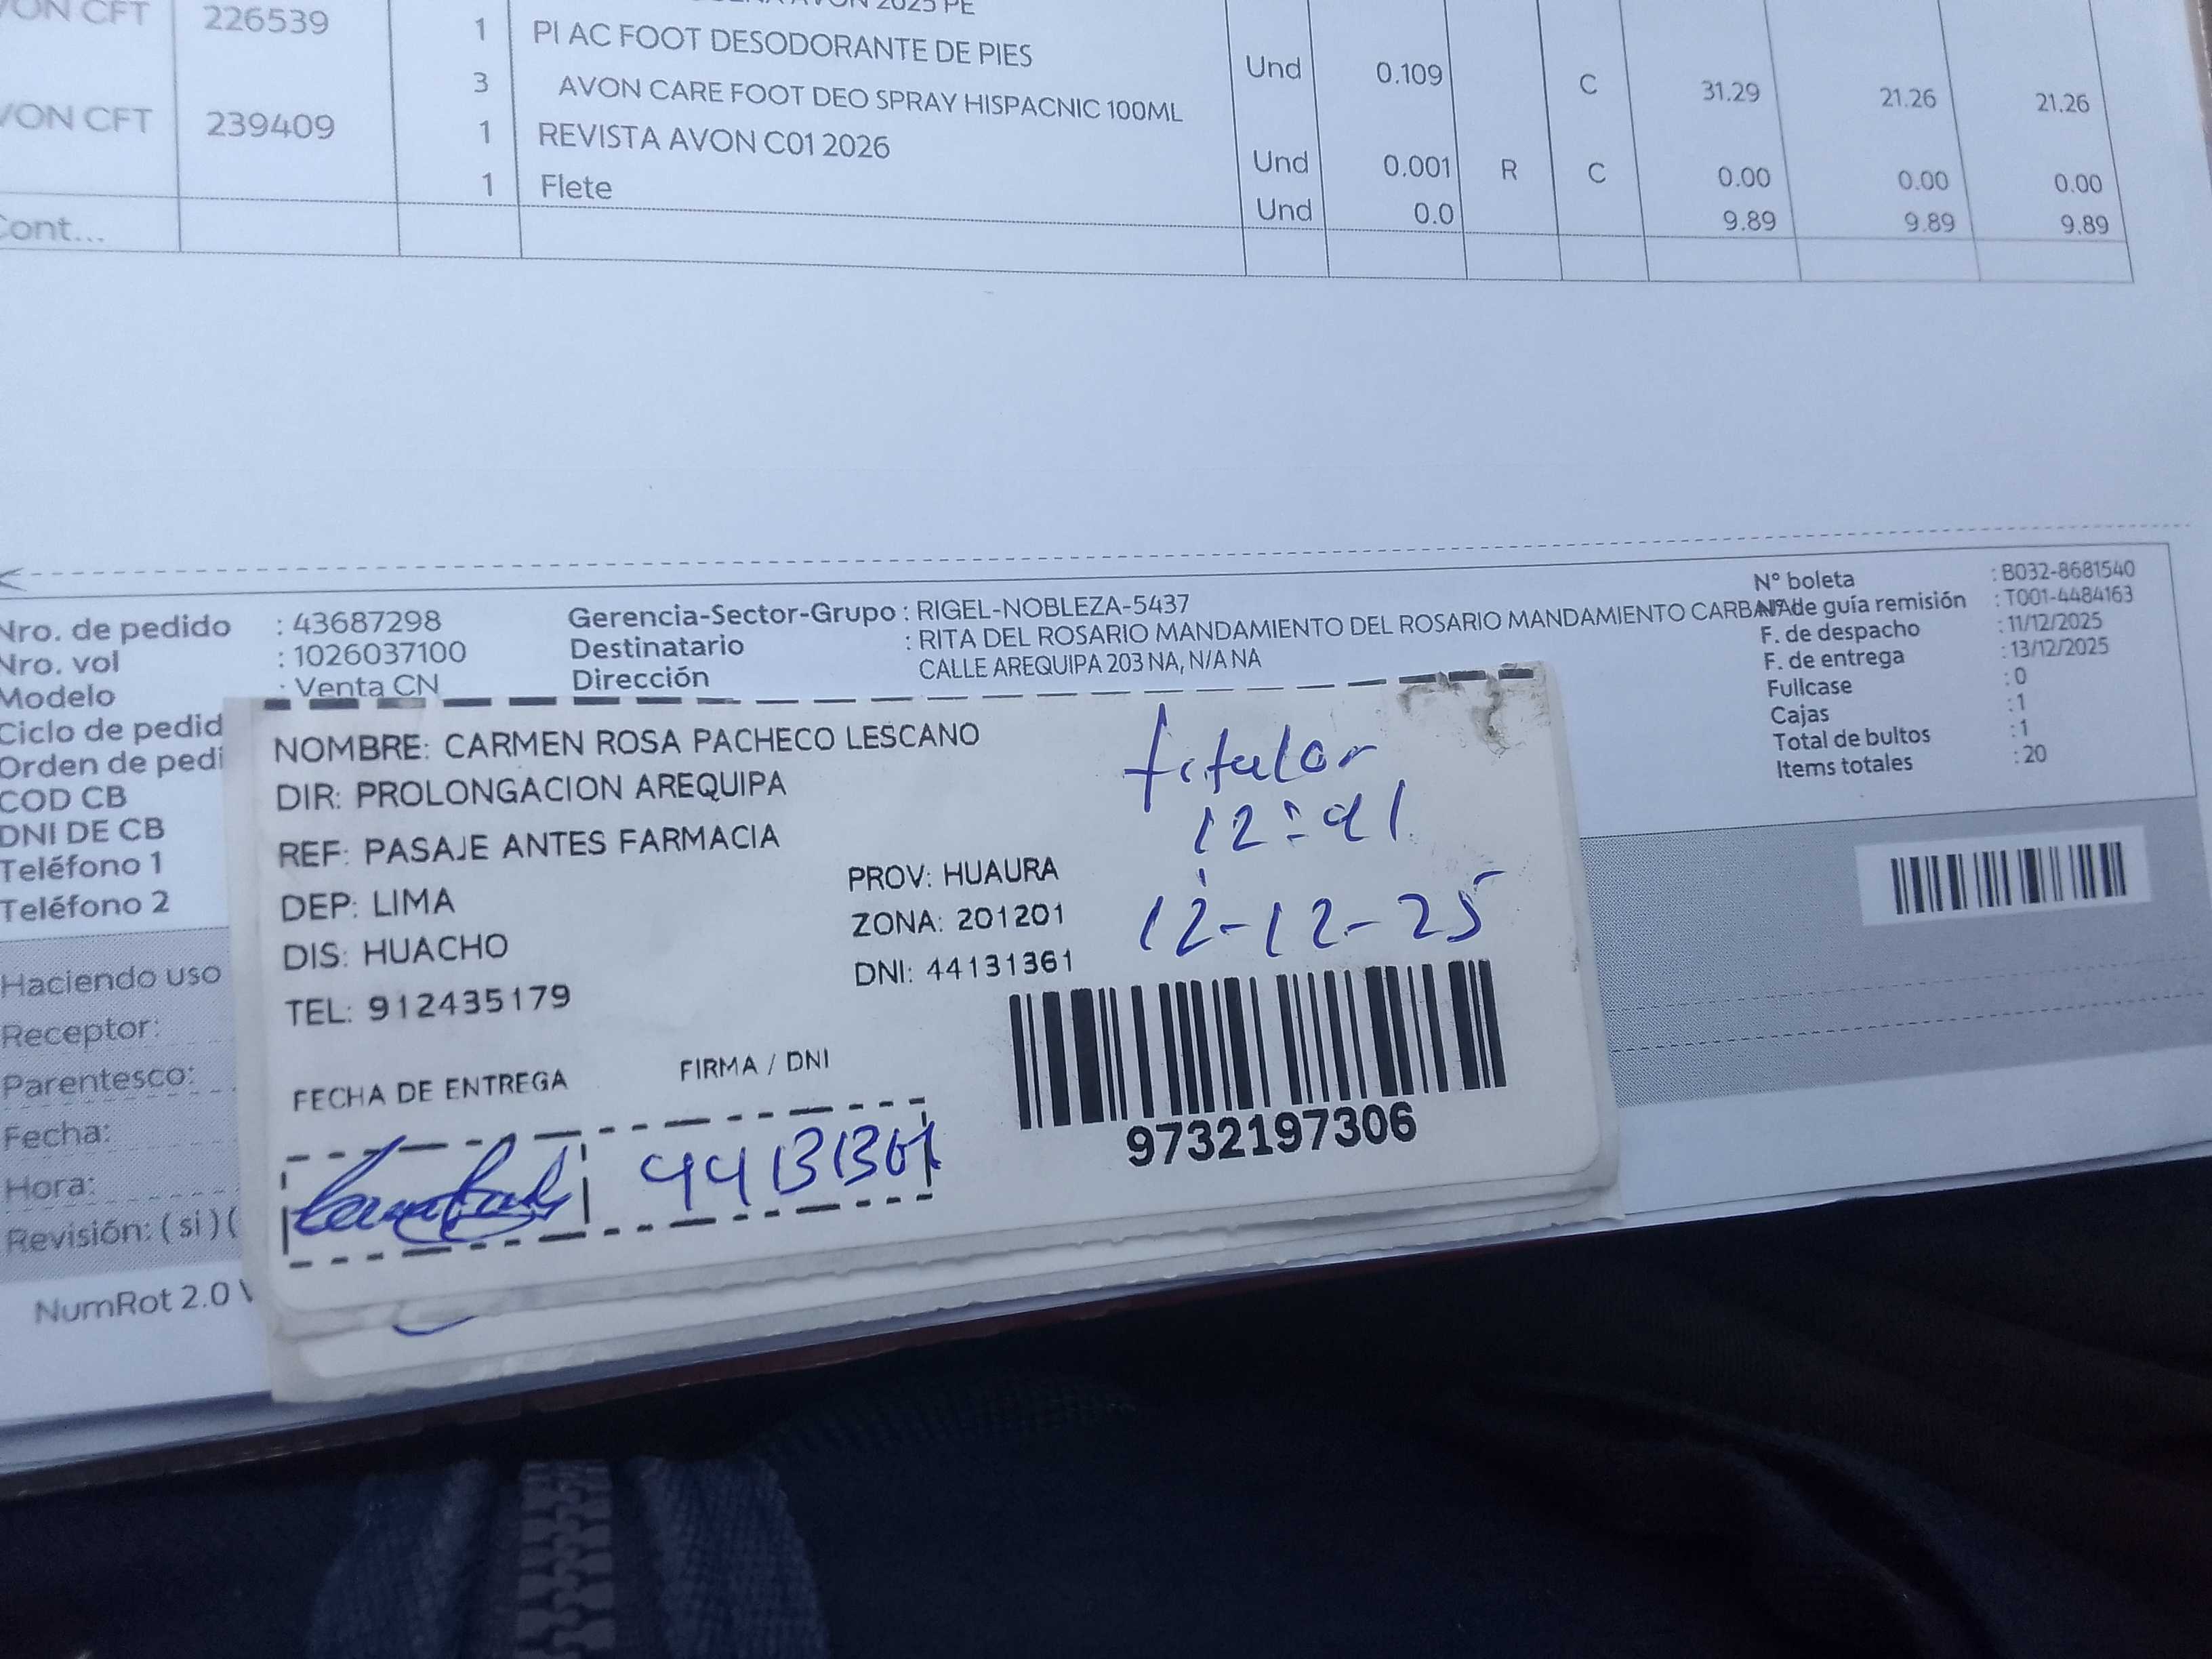 VON CFT 226539 1 PI AC FOOT DESODORANTE DE PIES Und 0.109 C 31.29 21.26 21.26
3 AVON CARE FOOT DEO SPRAY HISPACNIC 100ML
VON CFT 239409 1 REVISTA AVON C01 2026 Und 0.001 R C 0.00 0.00 0.00
1 Flete Und 0.0 9.89 9.89 9.89
Cont...
Nro. de pedido : 43687298
Nro. vol : 1026037100
Modelo : Venta CN
Ciclo de pedid
Orden de pedi
COD CB
DNI DE CB
Teléfono 1
Teléfono 2
Gerencia-Sector-Grupo : RIGEL-NOBLEZA-5437
Destinatario : RITA DEL ROSARIO MANDAMIENTO DEL ROSARIO MANDAMIENTO
Dirección CALLE AREQUIPA 203 NA, N/A NA
N° boleta : B032-8681540
de guía remisión : T001-4484163
F. de despacho : 11/12/2025
F. de entrega : 13/12/2025
Fullcase : 0
Cajas : 1
Total de bultos : 1
Items totales : 20
Haciendo uso
Receptor:
Parentesco:
Fecha:
Hora:
Revisión: ( si ) (
NumRot 2.0
NOMBRE: CARMEN ROSA PACHECO LESCANO
DIR: PROLONGACION AREQUIPA
REF: PASAJE ANTES FARMACIA
DEP: LIMA
PROV: HUAURA
DIS: HUACHO
ZONA: 201201
TEL: 912435179
DNI: 44131361
titular
12:41
12-12-25
FECHA DE ENTREGA
FIRMA / DNI
44131361
9732197306